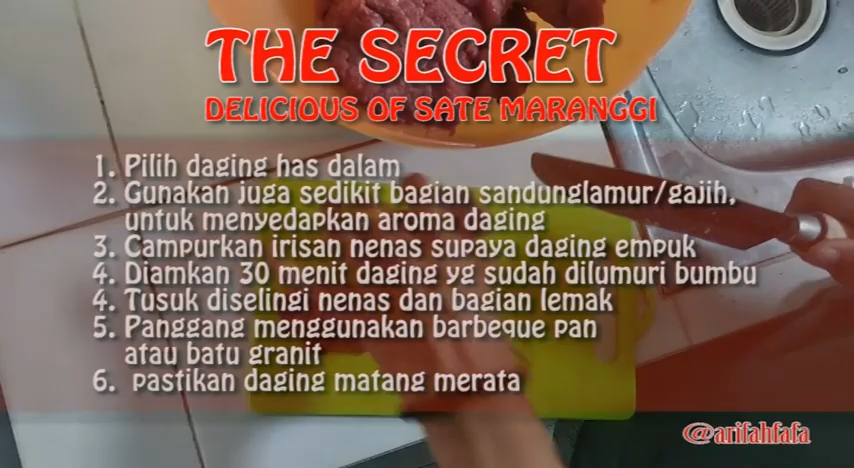 THE SECRET
DELICIOUS OF SATE MARANGGI
1. Pilih daging has dalam
2. Gunakan juga sedikit bagian sandunglamur/gajih,
untuk menyedapkan aroma daging
3. Campurkan irisan nenas supaya daging empuk
4. Diamkan 30 menit daging yg sudah dilumuri bumbu
4. Tusuk diselingi nenas dan bagian lemak
5. Panggang menggunakan barbeque pan
atau batu granit
6. pastikan daging matang merata
@arifahfafa